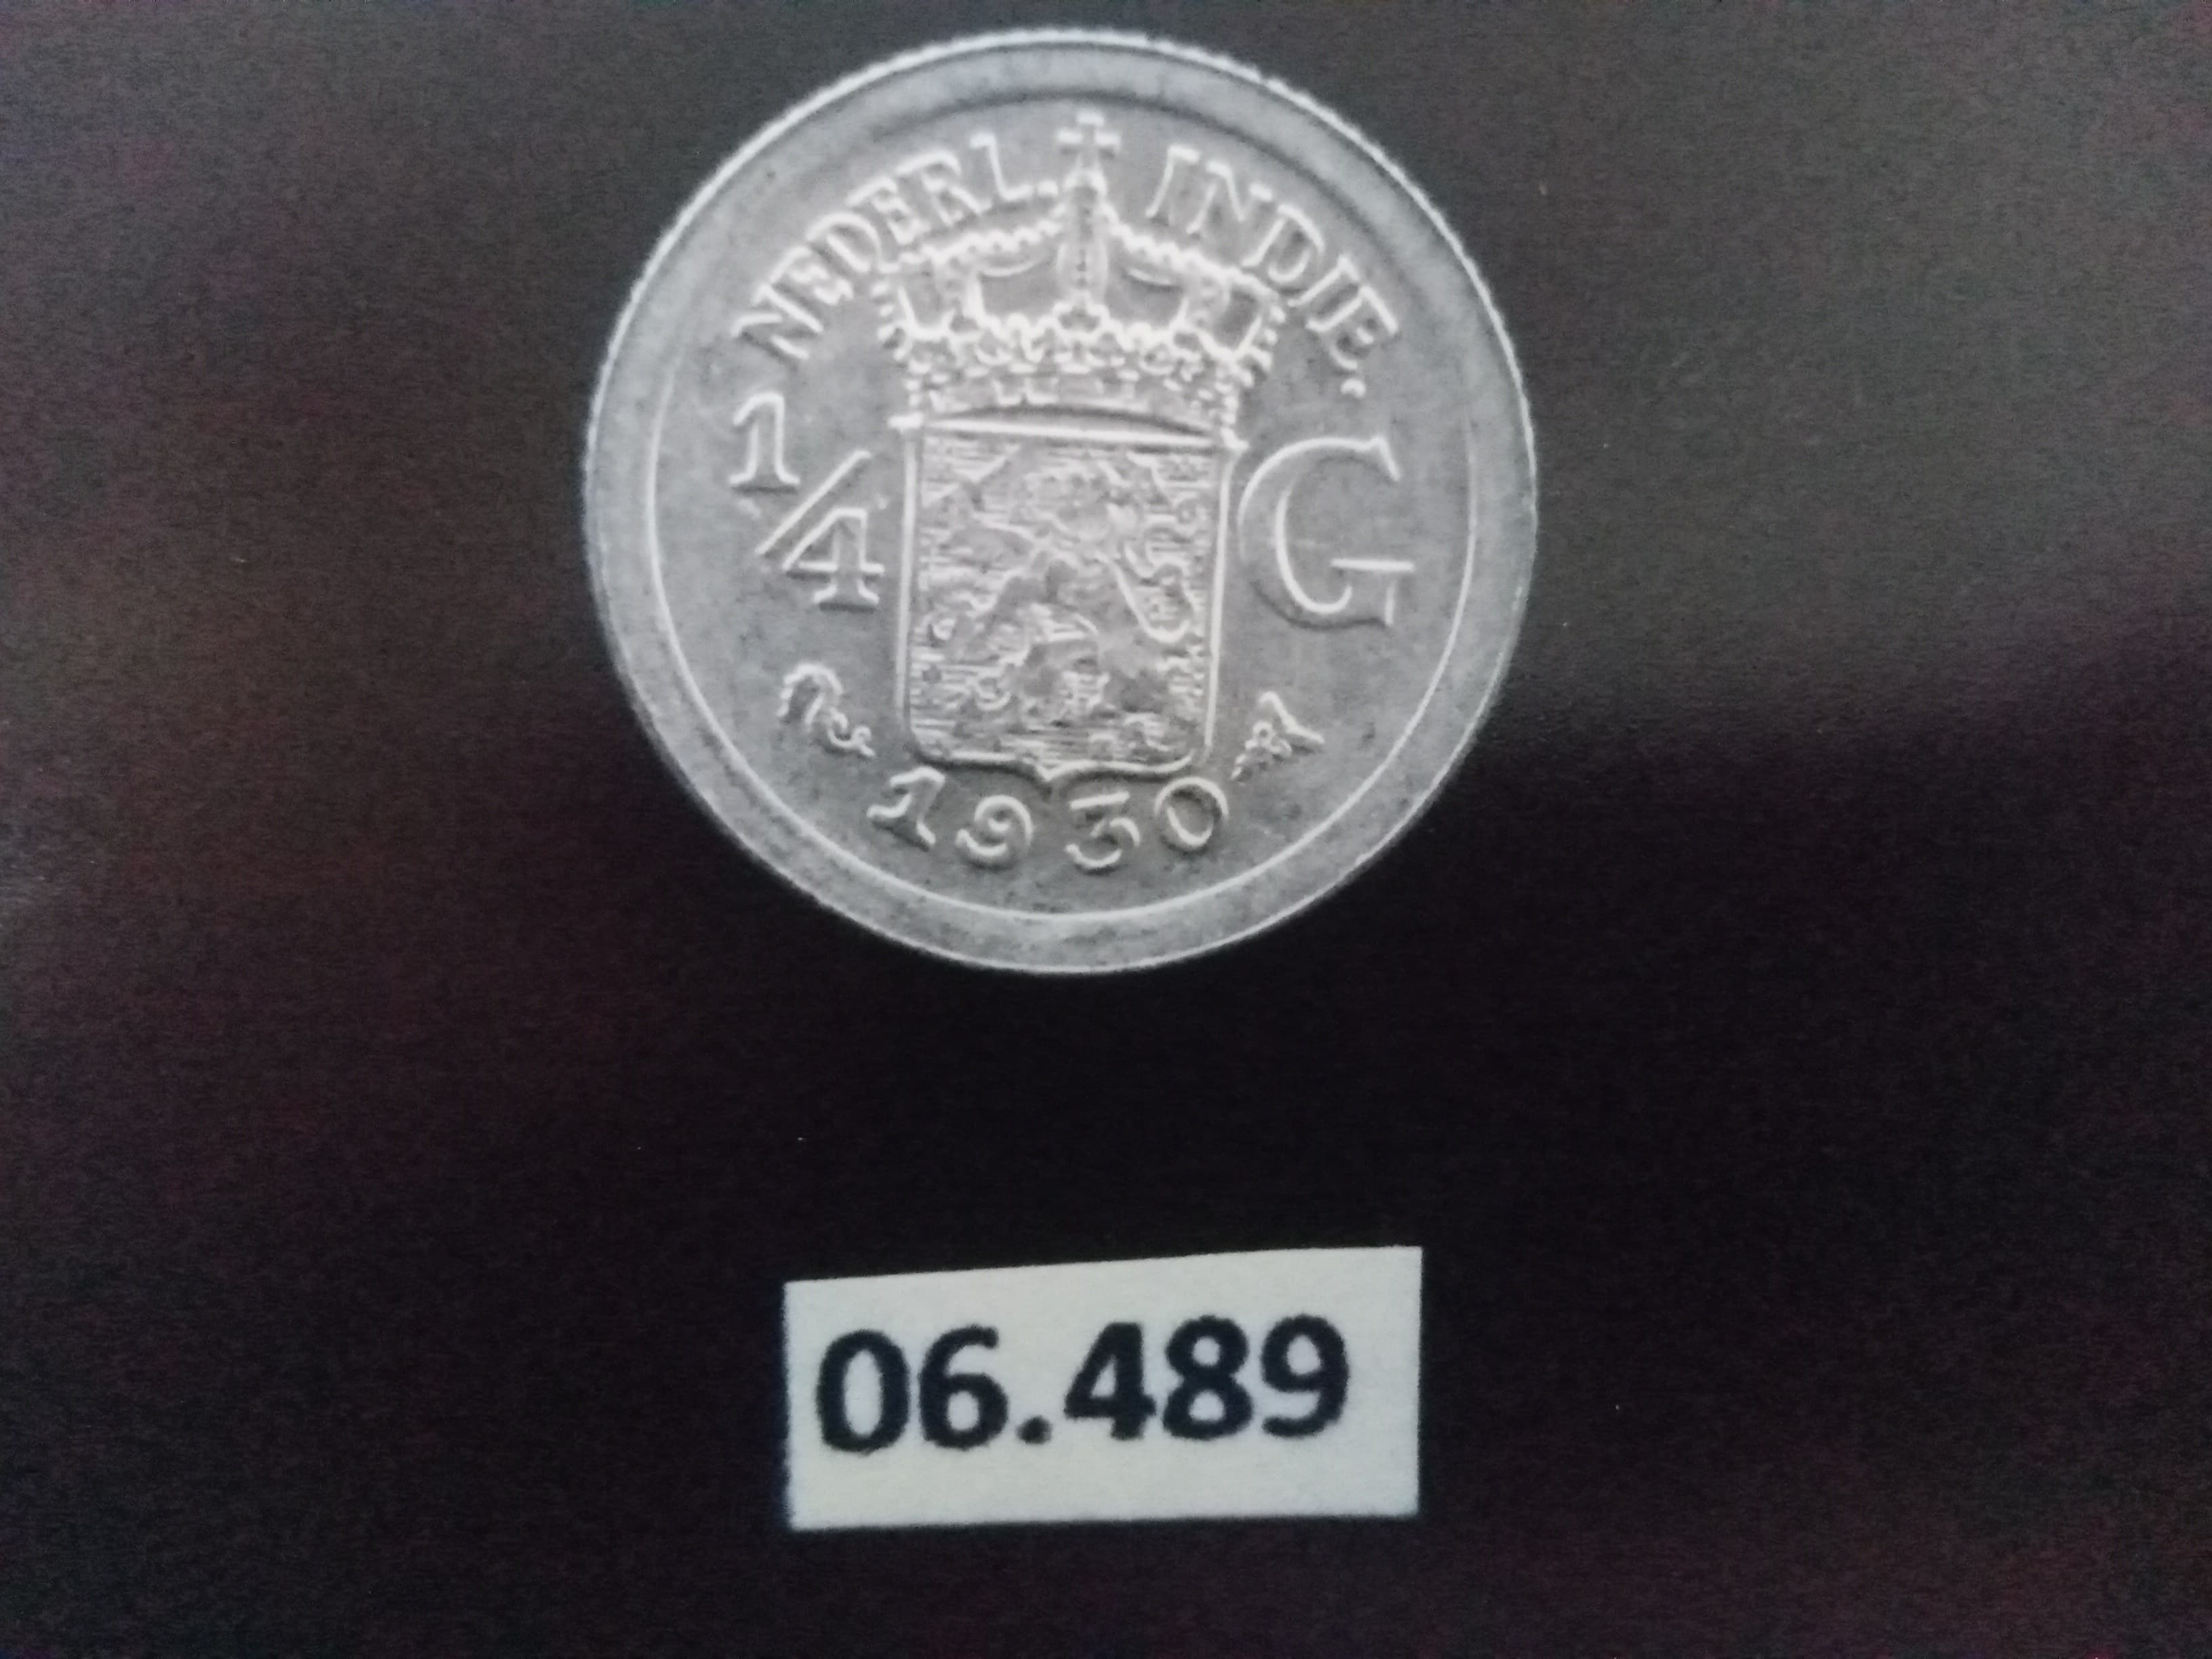 NEDERL. INDIE.
1/4 G
1930
06.489